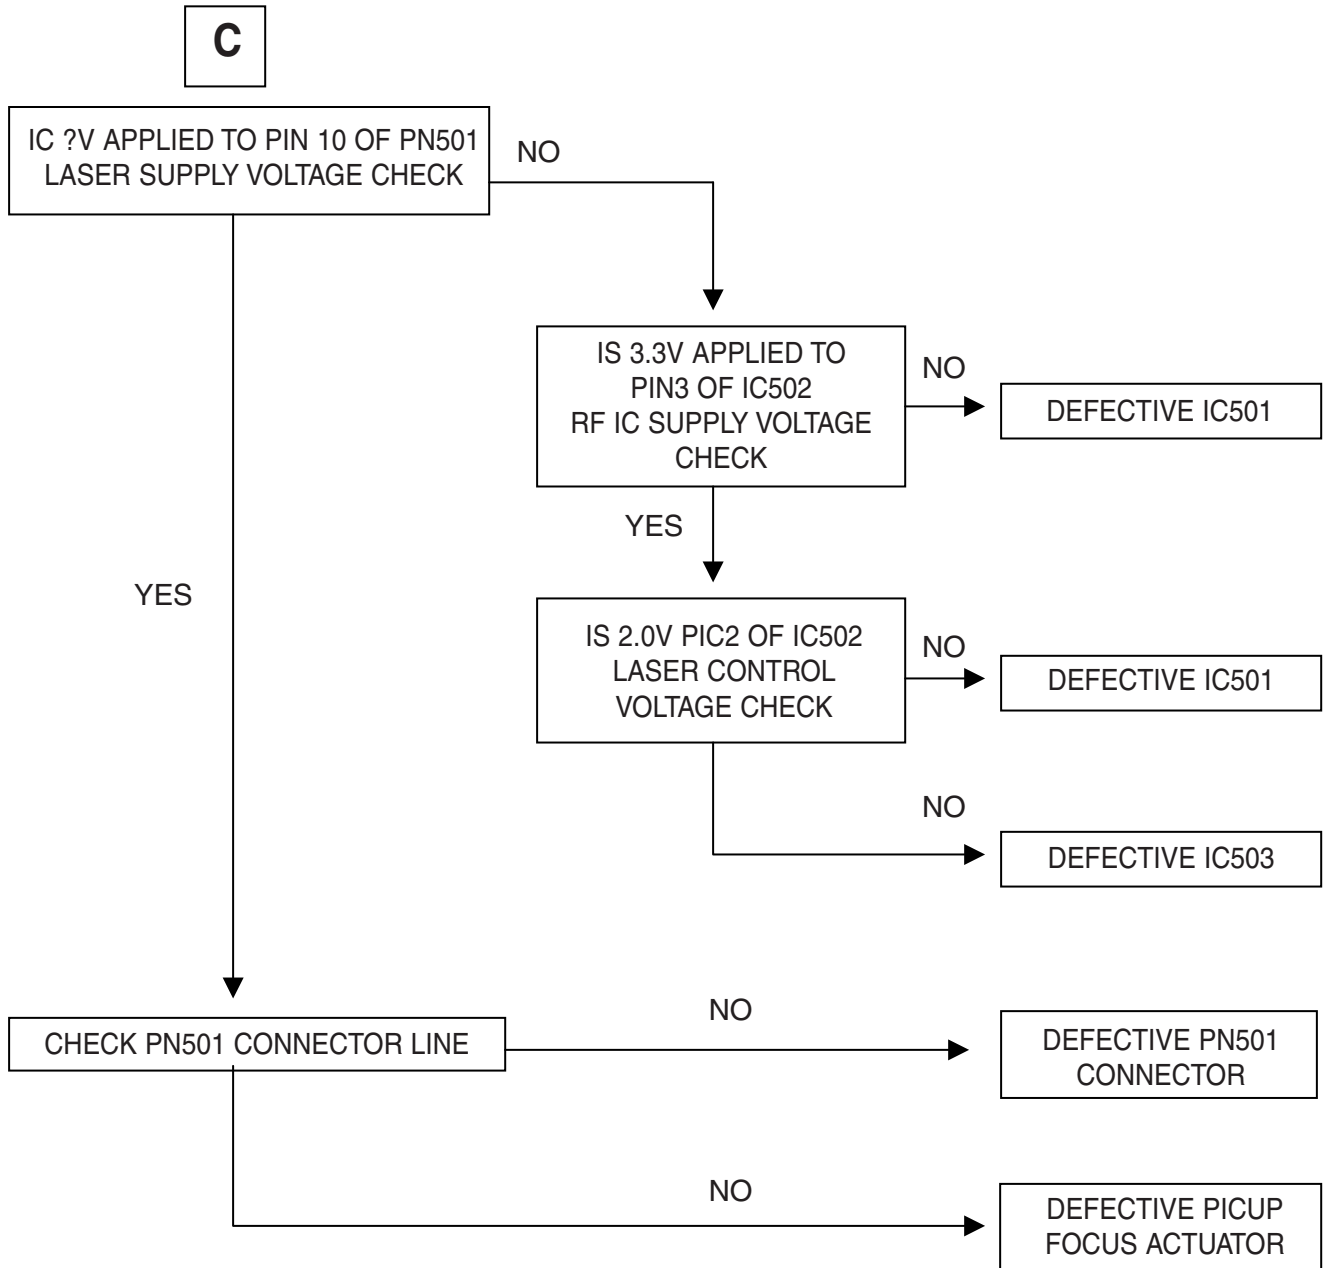 C
IC ?V APPLIED TO PIN 10 OF PN501
LASER SUPPLY VOLTAGE CHECK
NO
IS 3.3V APPLIED TO
PIN3 OF IC502
RF IC SUPPLY VOLTAGE
CHECK
NO
DEFECTIVE IC501
YES
YES
IS 2.0V PIC2 OF IC502
LASER CONTROL
VOLTAGE CHECK
NO
DEFECTIVE IC501
NO
DEFECTIVE IC503
CHECK PN501 CONNECTOR LINE
NO
DEFECTIVE PN501
CONNECTOR
NO
DEFECTIVE PICUP
FOCUS ACTUATOR